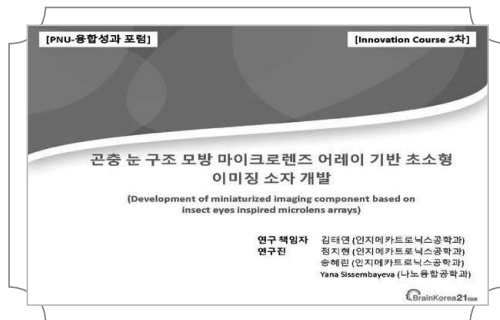 [PNU-융합성과 포럼]
[Innovation Course 2차]
곤충 눈 구조 모방 마이크로렌즈 어레이 기반 초소형
이미징 소자 개발
(Development of miniaturized imaging component based on
insect eyes inspired microlens arrays)
연구 책임자 김태연 (인지메카트로닉스공학과)
연구진 정지현 (인지메카트로닉스공학과)
송혜린 (인지메카트로닉스공학과)
Yana Sissembayeva (나노융합공학과)
BrainKorea21